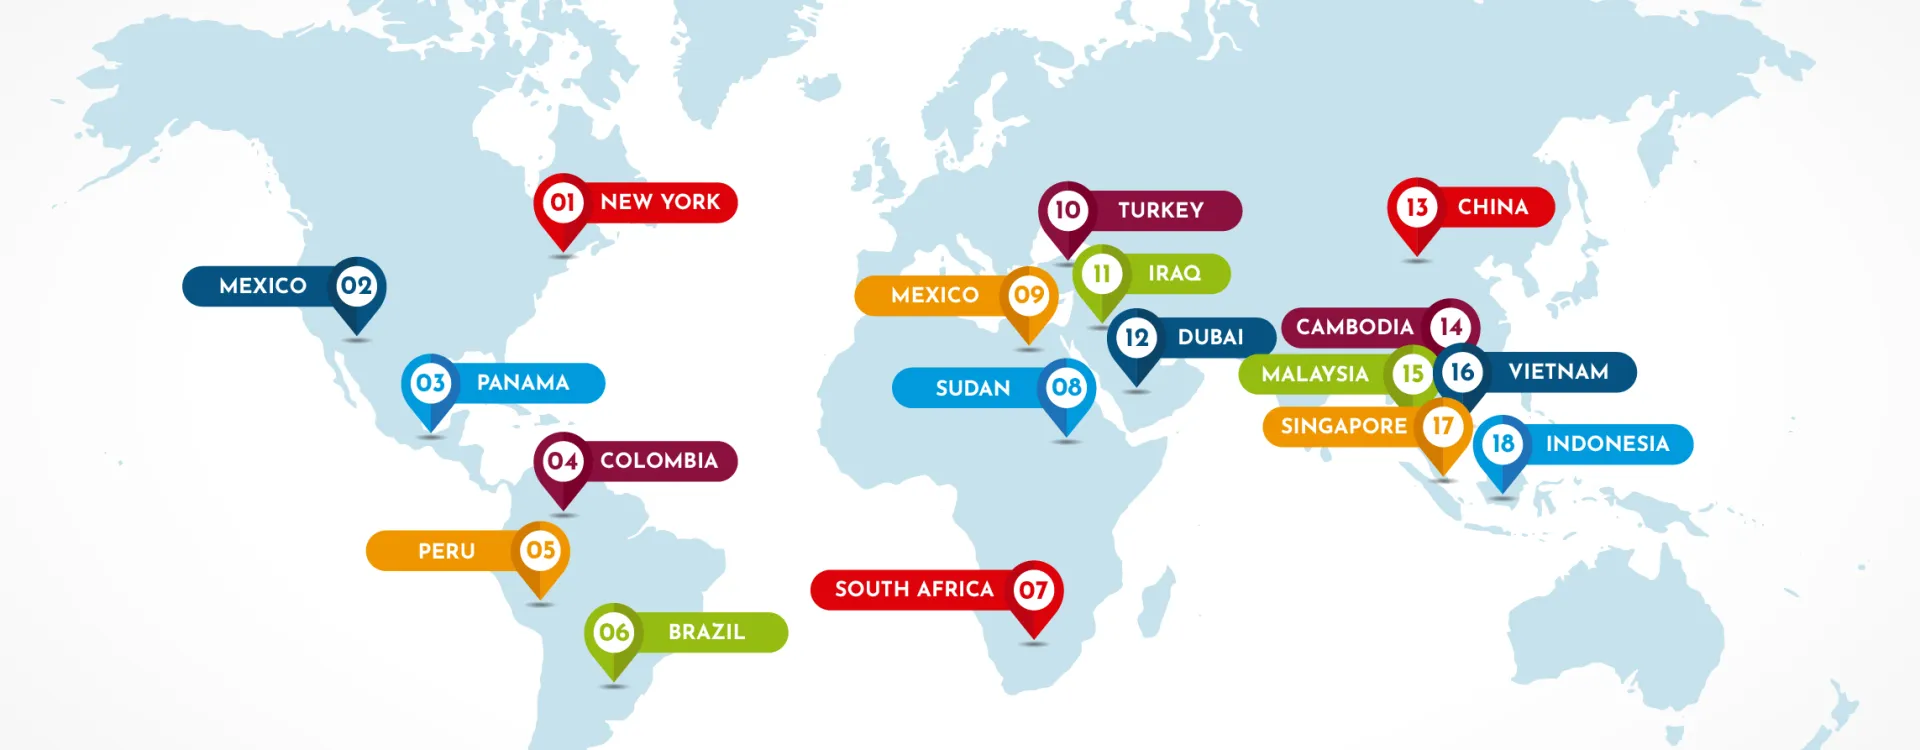 01 NEW YORK
MEXICO 02
03 PANAMA
04 COLOMBIA
PERU 05
06 BRAZIL
SOUTH AFRICA 07
SUDAN 08
MEXICO 09
10 TURKEY
11 IRAQ
12 DUBAI
13 CHINA
CAMBODIA 14
MALAYSIA 15
16 VIETNAM
SINGAPORE 17
18 INDONESIA